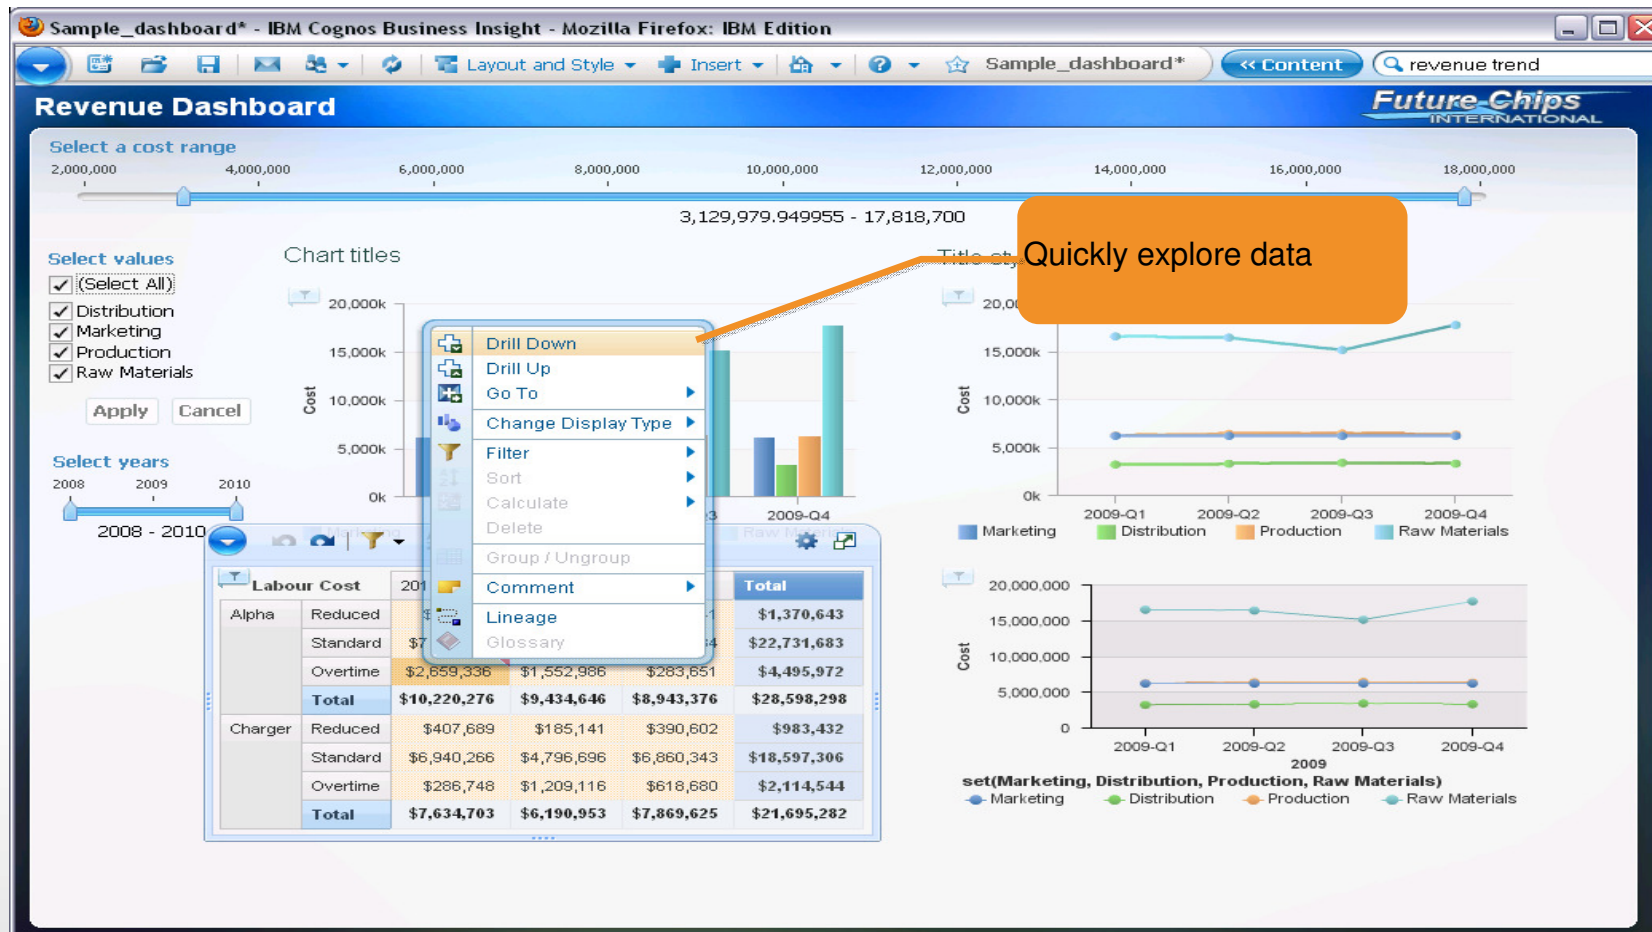 Sample_dashboard* - IBM Cognos Business Insight - Mozilla Firefox: IBM Edition
Layout and Style Insert Sample_dashboard* << Content revenue trend
Revenue Dashboard
Future Chips
INTERNATIONAL
Select a cost range
2,000,000 4,000,000 6,000,000 8,000,000 10,000,000 12,000,000 14,000,000 16,000,000 18,000,000
3,129,979.949955 - 17,818,700
Quickly explore data
Select values
(Select All)
Distribution
Marketing
Production
Raw Materials
Apply Cancel
Select years
2008 2009 2010
2008 - 2010
Chart titles
20,000k
15,000k
10,000k
5,000k
0k
Cost
2009-Q4
Drill Down
Drill Up
Go To
Change Display Type
Filter
Sort
Calculate
Delete
Group / Ungroup
Comment
Lineage
Glossary
Title
15,000k
10,000k
5,000k
0k
Cost
2009-Q1 2009-Q2 2009-Q3 2009-Q4
Marketing Distribution Production Raw Materials
Labour Cost Total
Alpha Reduced $1,370,643
Standard $22,731,683
Overtime $2,659,336 $1,552,986 $283,651 $4,495,972
Total $10,220,276 $9,434,646 $8,943,376 $28,598,298
Charger Reduced $407,689 $185,141 $390,602 $983,432
Standard $6,940,266 $4,796,696 $6,860,343 $18,597,306
Overtime $286,748 $1,209,116 $618,680 $2,114,544
Total $7,634,703 $6,190,953 $7,869,625 $21,695,282
20,000,000
15,000,000
10,000,000
5,000,000
0
Cost
2009-Q1 2009-Q2 2009-Q3 2009-Q4
2009
set(Marketing, Distribution, Production, Raw Materials)
Marketing Distribution Production Raw Materials